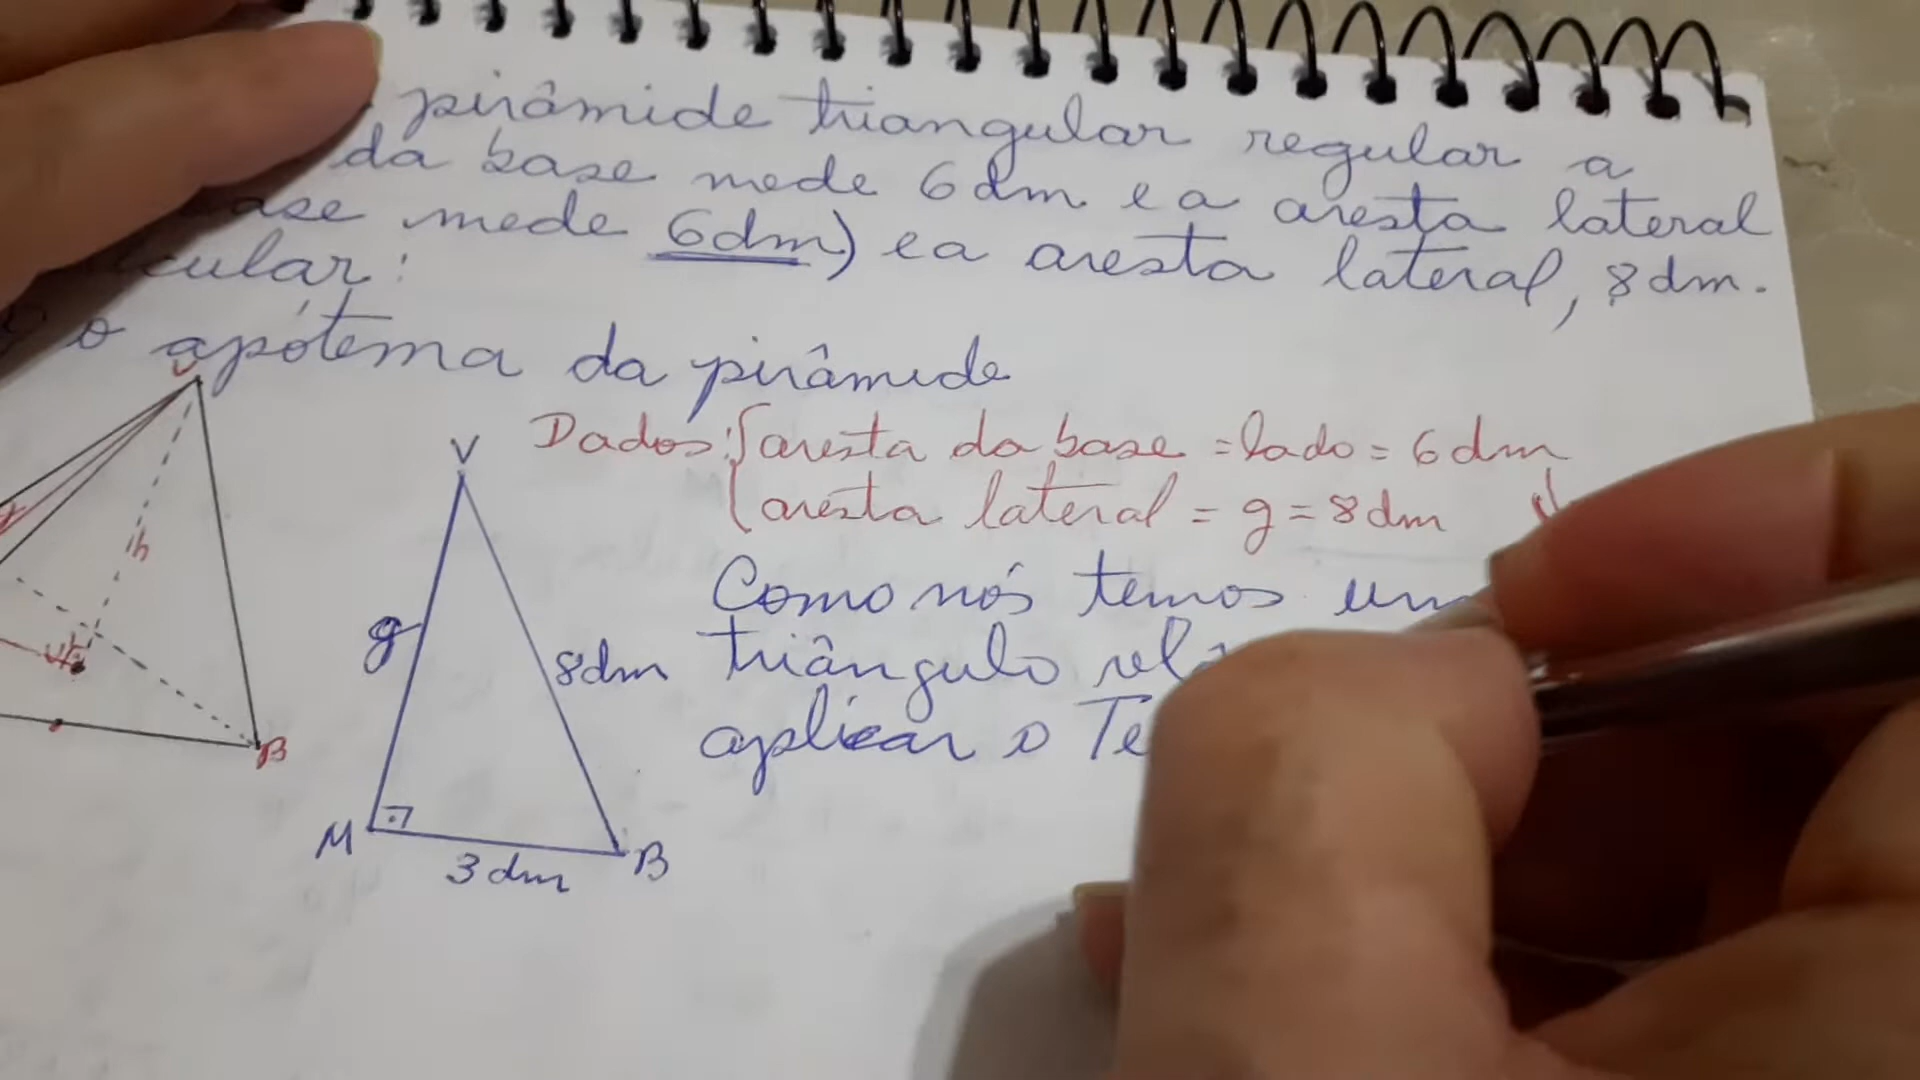 pirâmide triangular regular a
da base mede 6dm e a aresta lateral
mede 6dm) e a aresta lateral, 8dm.
o apótema da pirâmide
Dados: aresta da base = lado = 6dm
aresta lateral = g = 8dm
Como nós temos um
triângulo
aplicar o
V
h
B
V
g
8dm
M
3dm
B